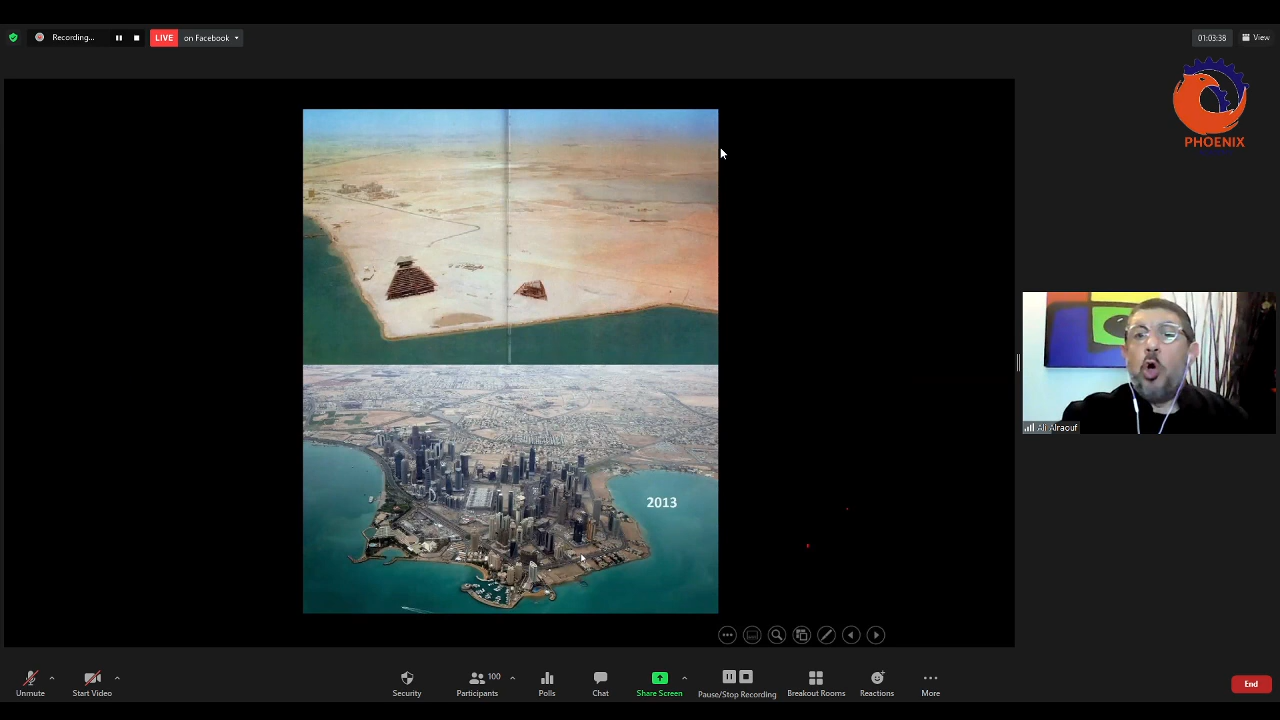 Recording...
LIVE
on Facebook
01:03:38
View
PHOENIX
2013
Ali Alraouf
Unmute
Start Video
Security
Participants
100
Polls
Chat
Share Screen
Pause/Stop Recording
Breakout Rooms
Reactions
More
End